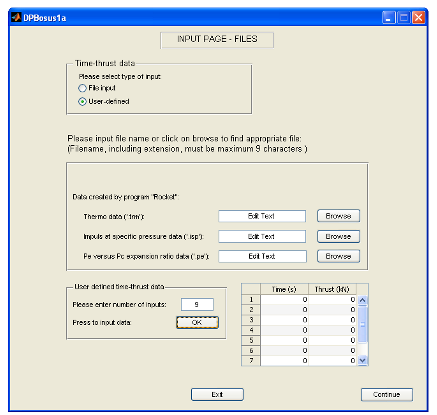 DPBosus1a
INPUT PAGE - FILES
Time-thrust data
Please select type of input:
File input
User-defined
Please input file name or click on browse to find appropriate file:
(Filename, including extension, must be maximum 9 characters )
Data created by program "Rocket":
Thermo data (*.trm): Edit Text Browse
Impuls at specific pressure data (*.isp): Edit Text Browse
Pe versus Pc expansion ratio data (*.pe): Edit Text Browse
User defined time-thrust data
Please enter number of inputs: 9
Press to input data: OK
Time (s) Thrust (kN)
1 0 0
2 0 0
3 0 0
4 0 0
5 0 0
6 0 0
7 0 0
Exit Continue